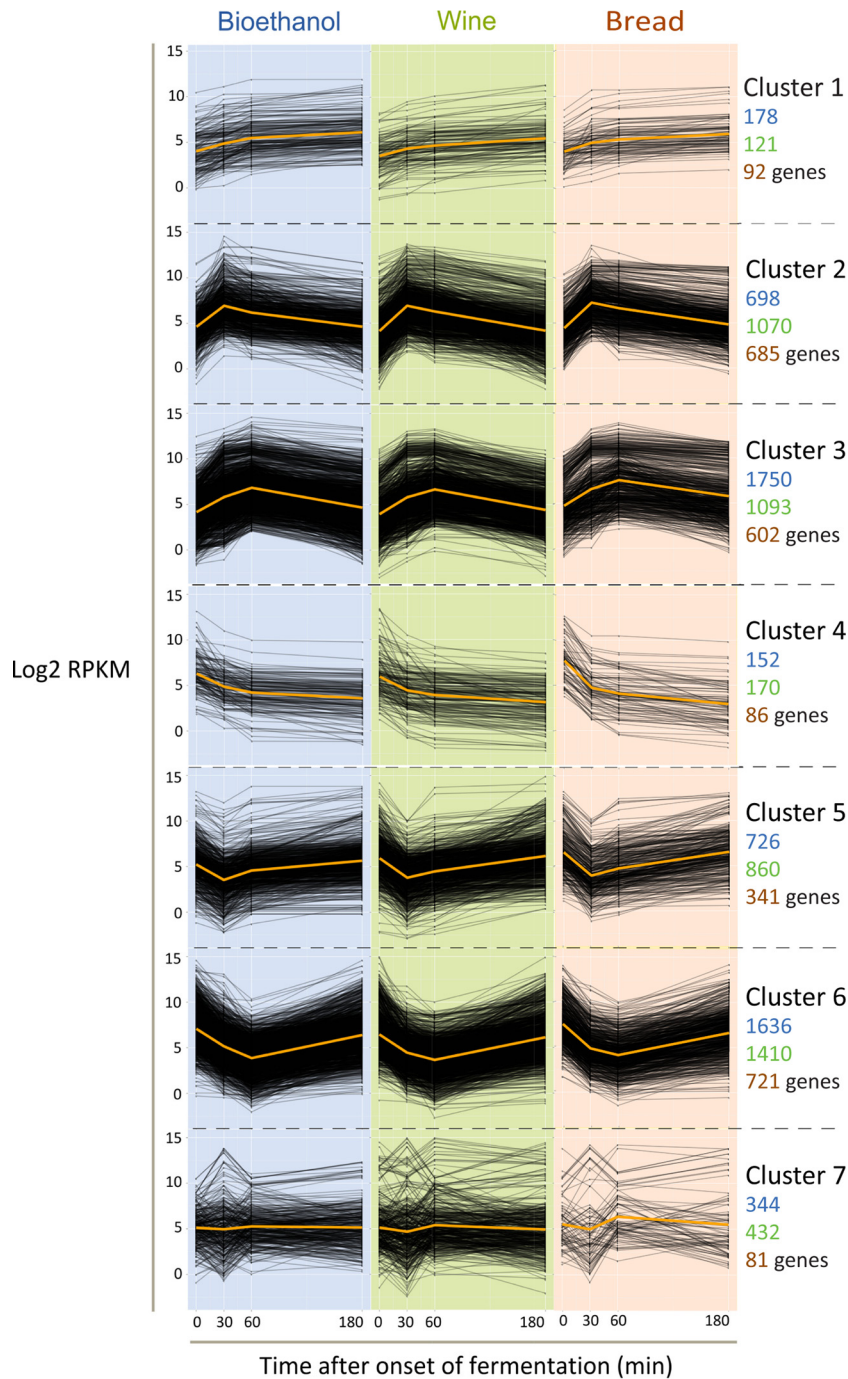 Bioethanol Wine Bread
15
10
5
0
Cluster 1
178
121
92 genes
15
10
5
0
Cluster 2
698
1070
685 genes
15
10
5
0
Cluster 3
1750
1093
602 genes
Log2 RPKM
15
10
5
0
Cluster 4
152
170
86 genes
15
10
5
0
Cluster 5
726
860
341 genes
15
10
5
0
Cluster 6
1636
1410
721 genes
15
10
5
0
Cluster 7
344
432
81 genes
0 30 60 180 0 30 60 180 0 30 60 180
Time after onset of fermentation (min)